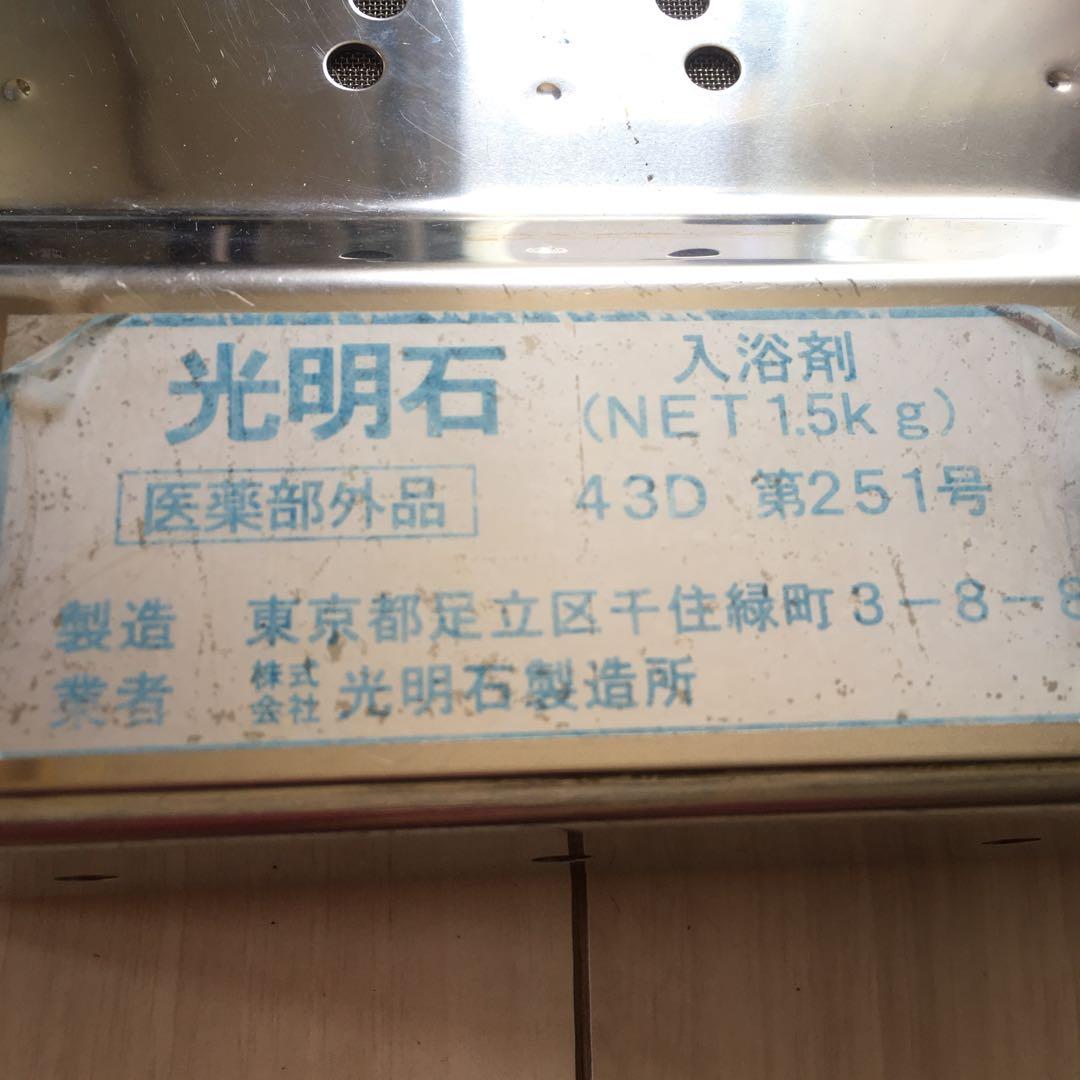 光明石 入浴剤
(NET 1.5kg)
医薬部外品 43D 第251号
製造 東京都足立区千住緑町3-8-8
業者 株式会社 光明石製造所